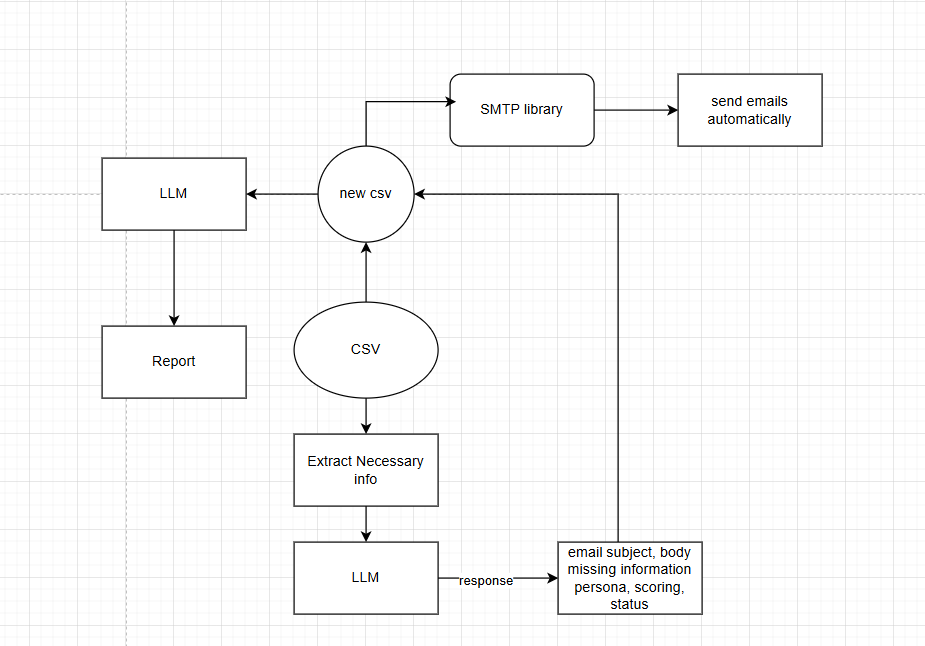 SMTP library
send emails
automatically
LLM
new csv
Report
CSV
Extract Necessary
info
LLM
response
email subject, body
missing information
persona, scoring,
status